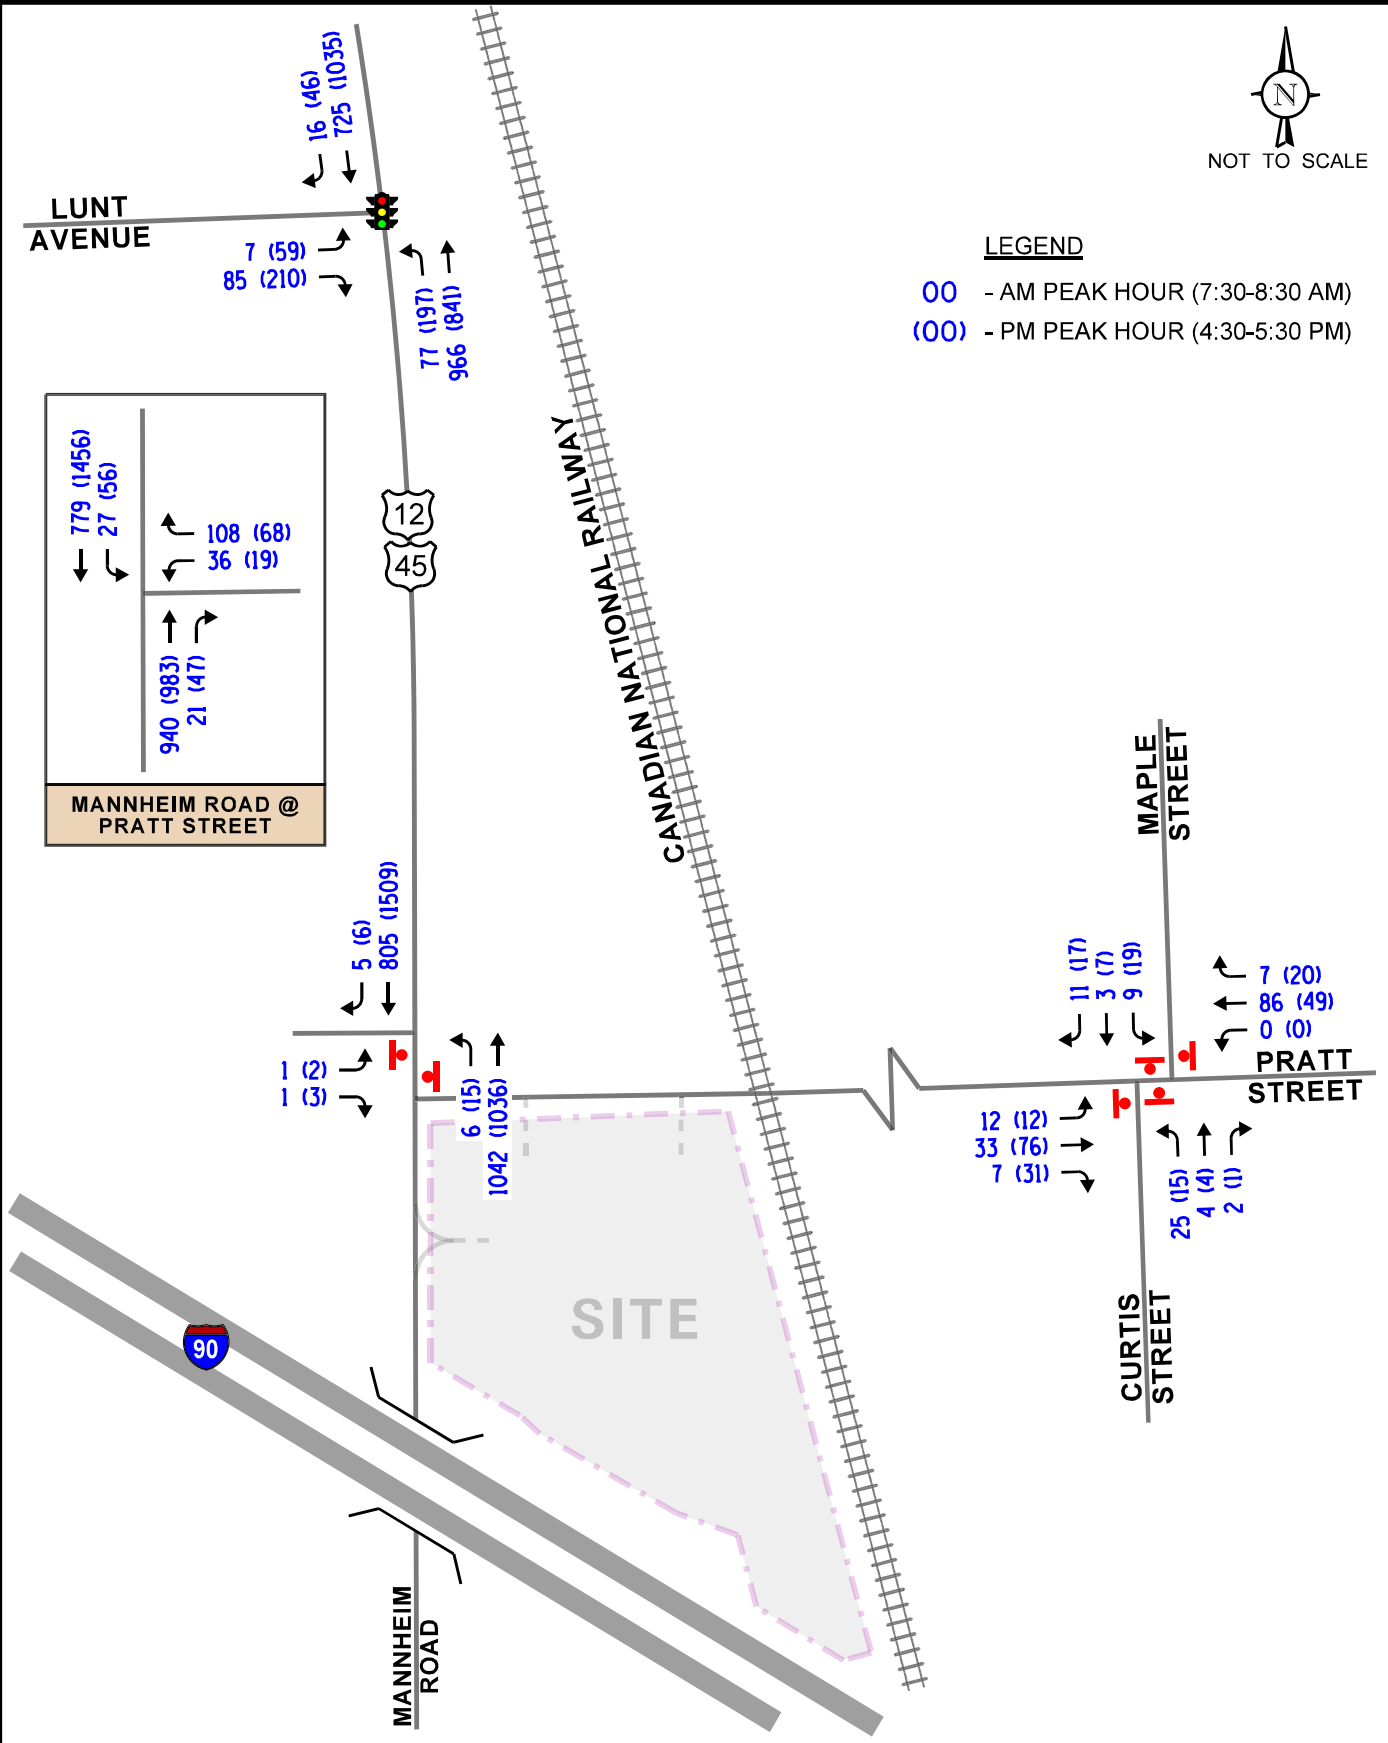 16 (46)
725 (1035)
N
NOT TO SCALE
LUNT
AVENUE
7 (59)
85 (210)
77 (197)
966 (841)
LEGEND
00 - AM PEAK HOUR (7:30-8:30 AM)
(00) - PM PEAK HOUR (4:30-5:30 PM)
779 (1456)
27 (56)
108 (68)
36 (19)
940 (983)
21 (47)
MANNHEIM ROAD @
PRATT STREET
12
45
CANADIAN NATIONAL RAILWAY
MAPLE
STREET
5 (6)
805 (1509)
1 (2)
1 (3)
6 (15)
1042 (1036)
11 (17)
3 (7)
9 (19)
7 (20)
86 (49)
0 (0)
PRATT
STREET
12 (12)
33 (76)
7 (31)
25 (15)
4 (4)
2 (1)
CURTIS
STREET
SITE
90
MANNHEIM
ROAD